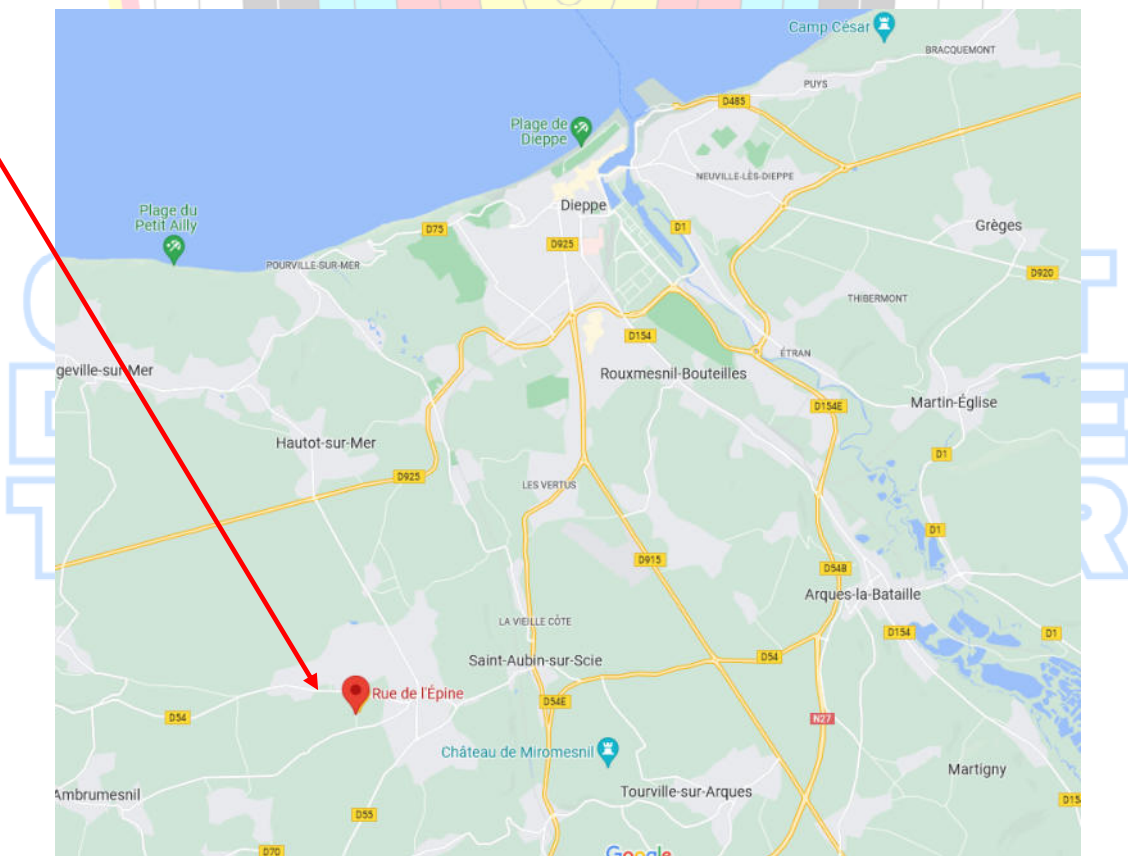 Camp César
BRACQUEMONT
PUYS
D485
Plage de
Dieppe
NEUVILLE-LÈS-DIEPPE
Dieppe
Plage du
Petit Ailly
D75
D1
Grèges
D925
POURVILLE-SUR-MER
D920
THIBERMONT
D154
ÉTRAN
geville-sur-Mer
Rouxmesnil-Bouteilles
Martin-Église
D154E
Hautot-sur-Mer
D1
D925
LES VERTUS
D1
D915
D54B
Arques-la-Bataille
LA VIEILLE CÔTE
D154
D1
Saint-Aubin-sur-Scie
D54
Rue de l'Épine
D54E
D54
N27
Château de Miromesnil
Martigny
Ambrumesnil
Tourville-sur-Arques
D15
D55
D70
Google